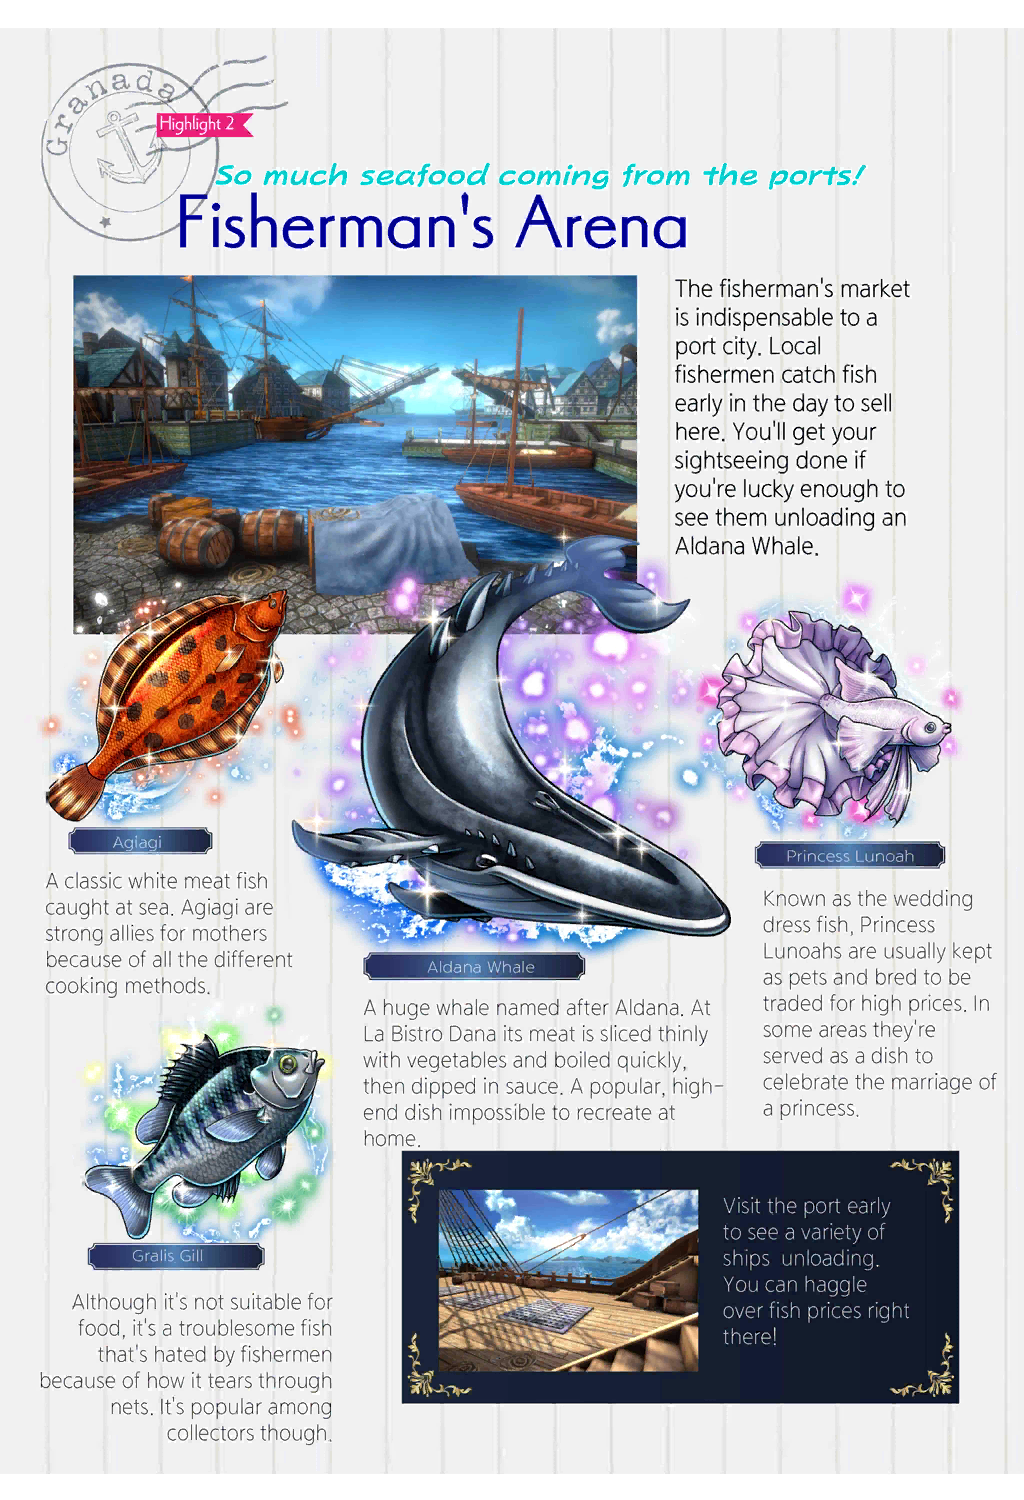 Granada
Highlight 2
So much seafood coming from the ports!
Fisherman's Arena
The fisherman's market
is indispensable to a
port city. Local
fishermen catch fish
early in the day to sell
here. You'll get your
sightseeing done if
you're lucky enough to
see them unloading an
Aldana Whale.
Agiagi
A classic white meat fish
caught at sea. Agiagi are
strong allies for mothers
because of all the different
cooking methods.
Aldana Whale
A huge whale named after Aldana. At
La Bistro Dana its meat is sliced thinly
with vegetables and boiled quickly,
then dipped in sauce. A popular, high-
end dish impossible to recreate at
home.
Princess Lunoah
Known as the wedding
dress fish, Princess
Lunoahs are usually kept
as pets and bred to be
traded for high prices. In
some areas they're
served as a dish to
celebrate the marriage of
a princess.
Gralis Gill
Although it's not suitable for
food, it's a troublesome fish
that's hated by fishermen
because of how it tears through
nets. It's popular among
collectors though.
Visit the port early
to see a variety of
ships unloading.
You can haggle
over fish prices right
there!